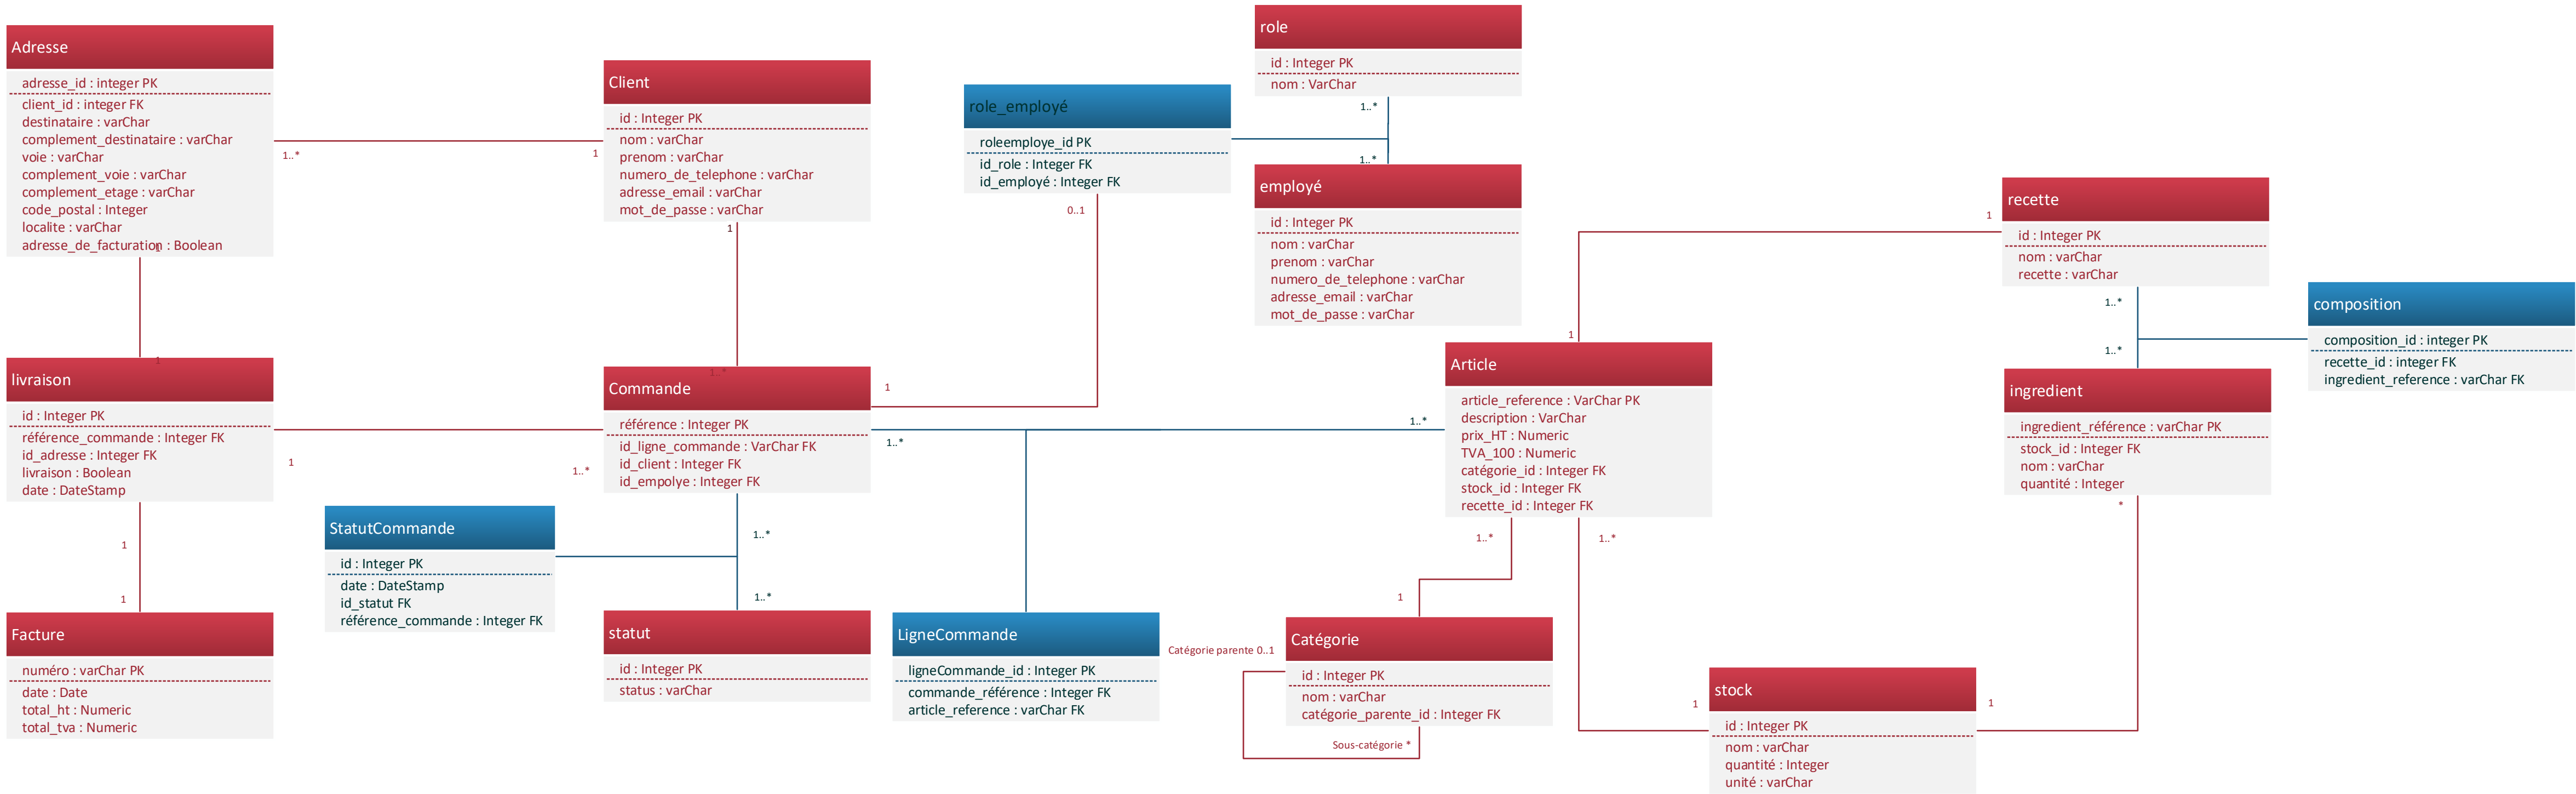 Adresse
adresse_id : integer PK
client_id : integer FK
destinataire : varChar
complement_destinataire : varChar
voie : varChar
complement_voie : varChar
complement_etage : varChar
code_postal : Integer
localite : varChar
adresse_de_facturation : Boolean
1
1..*
1
Client
id : Integer PK
nom : varChar
prenom : varChar
numero_de_telephone : varChar
adresse_email : varChar
mot_de_passe : varChar
1
role_employé
roleemploye_id PK
id_role : Integer FK
id_employé : Integer FK
0..1
role
id : Integer PK
nom : VarChar
1..*
1..*
employé
id : Integer PK
nom : varChar
prenom : varChar
numero_de_telephone : varChar
adresse_email : varChar
mot_de_passe : varChar
recette
id : Integer PK
nom : varChar
recette : varChar
1
1
1..*
1..*
composition
composition_id : integer PK
recette_id : integer FK
ingredient_reference : varChar FK
1
livraison
id : Integer PK
référence_commande : Integer FK
id_adresse : Integer FK
livraison : Boolean
date : DateStamp
1
1..*
1..*
Commande
référence : Integer PK
id_ligne_commande : VarChar FK
id_client : Integer FK
id_empolye : Integer FK
1
1..*
1..*
Article
article_reference : VarChar PK
description : VarChar
prix_HT : Numeric
TVA_100 : Numeric
catégorie_id : Integer FK
stock_id : Integer FK
recette_id : Integer FK
1..*
1..*
ingredient
ingredient_référence : varChar PK
stock_id : Integer FK
nom : varChar
quantité : Integer
*
1
1
StatutCommande
id : Integer PK
date : DateStamp
id_statut FK
référence_commande : Integer FK
1..*
1..*
Facture
numéro : varChar PK
date : Date
total_ht : Numeric
total_tva : Numeric
statut
id : Integer PK
status : varChar
LigneCommande
ligneCommande_id : Integer PK
commande_référence : Integer FK
article_reference : varChar FK
1
Catégorie parente 0..1
Catégorie
id : Integer PK
nom : varChar
catégorie_parente_id : Integer FK
Sous-catégorie *
1
1
stock
id : Integer PK
nom : varChar
quantité : Integer
unité : varChar